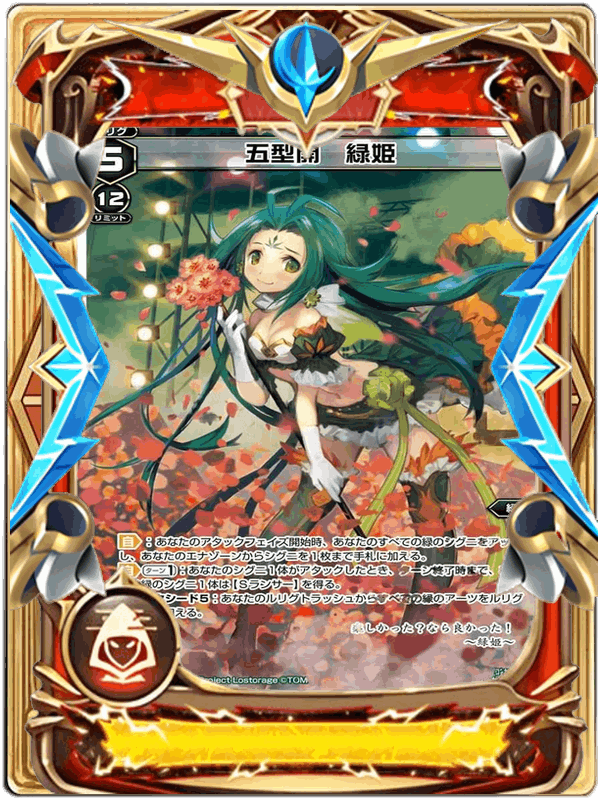 ルリグ
5
五型開 緑姫
12
リミット
自:あなたのアタックフェイズ開始時、あなたのすべての緑のシグニをアップし、
あなたのエナゾーンからシグニを1枚まで手札に加える。
(ターン1):あなたのシグニ1体がアタックしたとき、ターン終了時まで、
緑のシグニ1体は【Sランサー】を得る。
シード5:あなたのルリグトラッシュからすべての緑のアーツをルリグ
加える。
しかった?なら良かった!
~緑姫~
roject Lostorage ©TOM